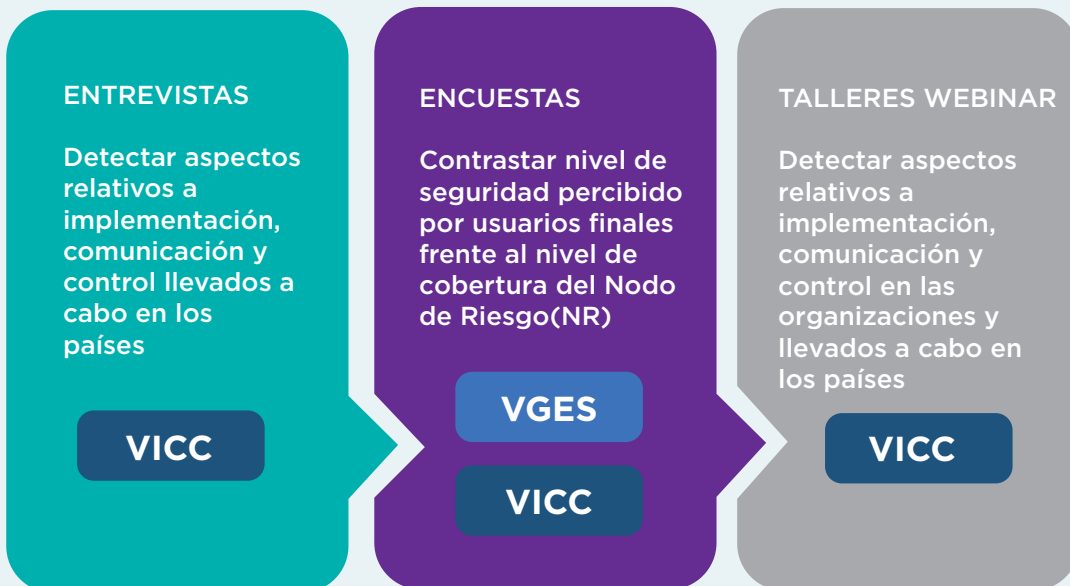 ENTREVISTAS
Detectar aspectos
relativos a
implementación,
comunicación y
control llevados a
cabo en los
países
VICC
ENCUESTAS
Contrastar nivel de
seguridad percibido
por usuarios finales
frente al nivel de
cobertura del Nodo
de Riesgo(NR)
VGES
VICC
TALLERES WEBINAR
Detectar aspectos
relativos a
implementación,
comunicación y
control en las
organizaciones y
llevados a cabo en
los países
VICC